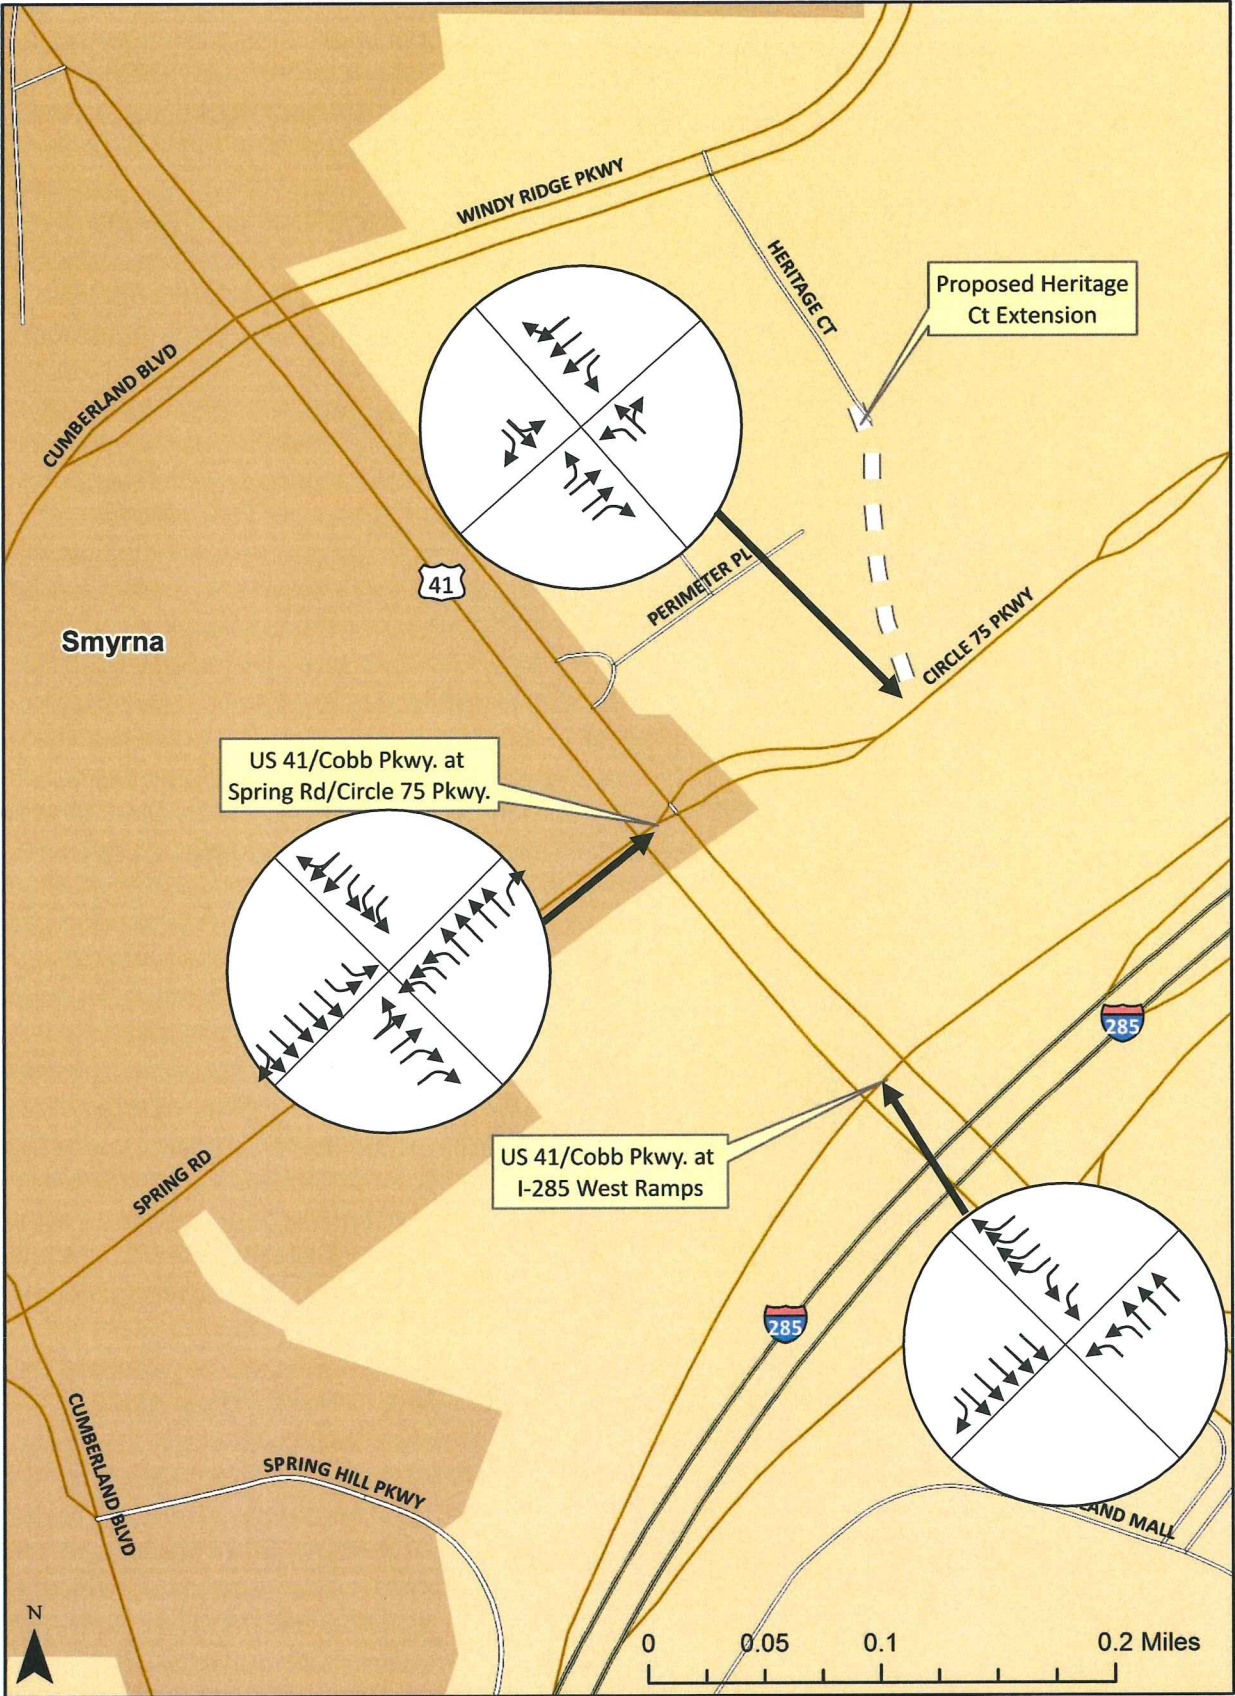 WINDY RIDGE PKWY
HERITAGE CT
Proposed Heritage
Ct Extension
CUMBERLAND BLVD
41
PERIMETER PL
Smyrna
CIRCLE 75 PKWY
US 41/Cobb Pkwy. at
Spring Rd/Circle 75 Pkwy.
285
US 41/Cobb Pkwy. at
I-285 West Ramps
SPRING RD
285
CUMBERLAND BLVD
SPRING HILL PKWY
LAND MALL
N
0 0.05 0.1 0.2 Miles